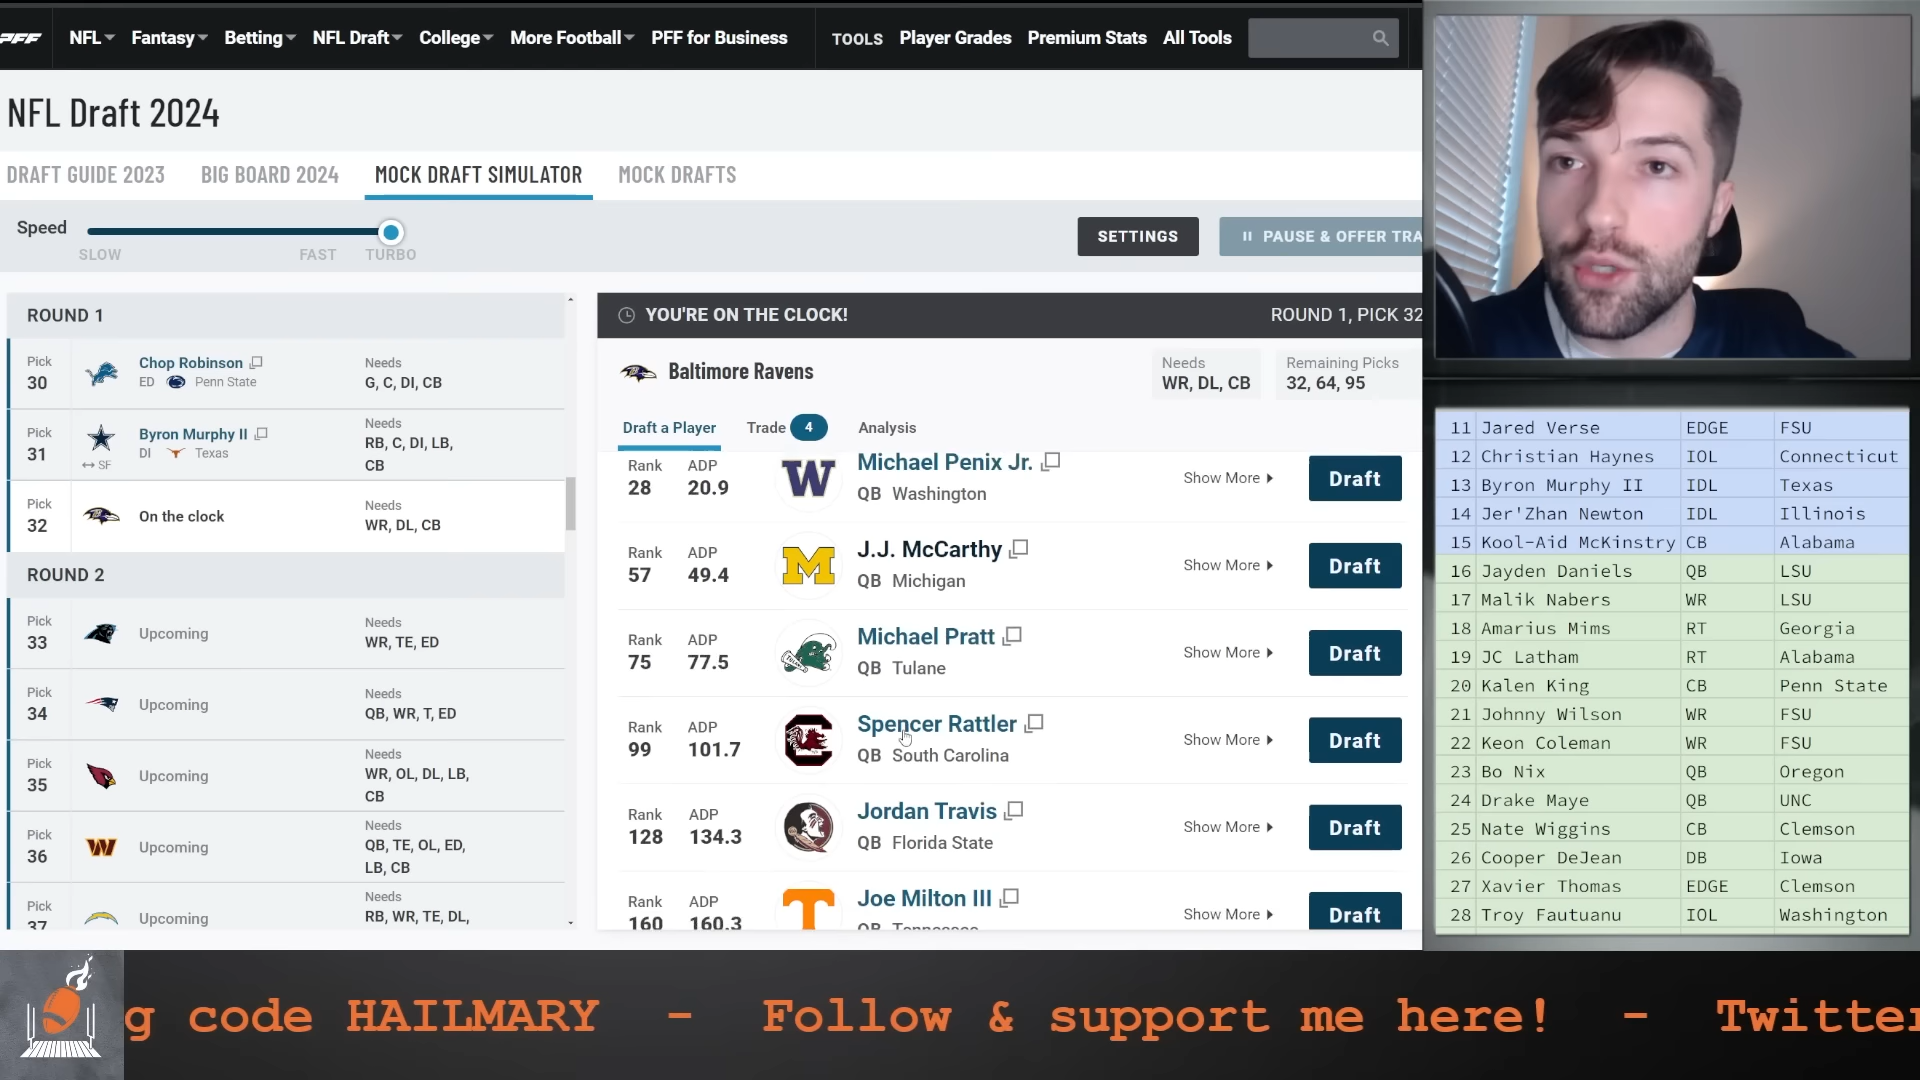 PFF
NFL
Fantasy
Betting
NFL Draft
College
More Football
PFF for Business
TOOLS
Player Grades
Premium Stats
All Tools
NFL Draft 2024
DRAFT GUIDE 2023
BIG BOARD 2024
MOCK DRAFT SIMULATOR
MOCK DRAFTS
Speed
SLOW
FAST
TURBO
SETTINGS
PAUSE & OFFER TRA
ROUND 1
Pick
30
Chop Robinson
ED Penn State
Needs
G, C, DI, CB
Pick
31
↔ SF
Byron Murphy II
DI Texas
Needs
RB, C, DI, LB,
CB
Pick
32
On the clock
Needs
WR, DL, CB
ROUND 2
Pick
33
Upcoming
Needs
WR, TE, ED
Pick
34
Upcoming
Needs
QB, WR, T, ED
Pick
35
Upcoming
Needs
WR, OL, DL, LB,
CB
Pick
36
Upcoming
Needs
QB, TE, OL, ED,
LB, CB
Pick
37
Upcoming
Needs
RB, WR, TE, DL,
YOU'RE ON THE CLOCK!
ROUND 1, PICK 32
Baltimore Ravens
Needs
WR, DL, CB
Remaining Picks
32, 64, 95
Draft a Player
Trade 4
Analysis
Rank
28
ADP
20.9
W
Michael Penix Jr.
QB Washington
Show More
Draft
Rank
57
ADP
49.4
M
J.J. McCarthy
QB Michigan
Show More
Draft
Rank
75
ADP
77.5
Michael Pratt
QB Tulane
Show More
Draft
Rank
99
ADP
101.7
Spencer Rattler
QB South Carolina
Show More
Draft
Rank
128
ADP
134.3
Jordan Travis
QB Florida State
Show More
Draft
Rank
160
ADP
160.3
T
Joe Milton III
QB Tennessee
Show More
Draft
11 Jared Verse EDGE FSU
12 Christian Haynes IOL Connecticut
13 Byron Murphy II IDL Texas
14 Jer'Zhan Newton IDL Illinois
15 Kool-Aid McKinstry CB Alabama
16 Jayden Daniels QB LSU
17 Malik Nabers WR LSU
18 Amarius Mims RT Georgia
19 JC Latham RT Alabama
20 Kalen King CB Penn State
21 Johnny Wilson WR FSU
22 Keon Coleman WR FSU
23 Bo Nix QB Oregon
24 Drake Maye QB UNC
25 Nate Wiggins CB Clemson
26 Cooper DeJean DB Iowa
27 Xavier Thomas EDGE Clemson
28 Troy Fautuanu IOL Washington
g code HAILMARY - Follow & support me here! - Twitter